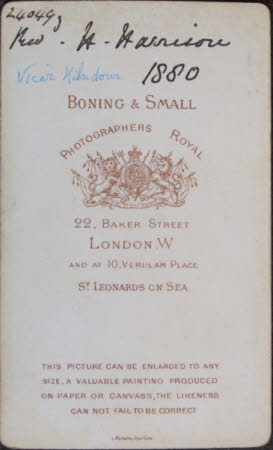 24049
Rev. H. Harrison
Vicar Kilndown 1880
BONING & SMALL
PHOTOGRAPHERS ROYAL
22, BAKER STREET
LONDON, W
AND AT 10, VERULAM PLACE
ST LEONARDS ON SEA
THIS PICTURE CAN BE ENLARGED TO ANY
SIZE, A VALUABLE PAINTING PRODUCED
ON PAPER OR CANVASS, THE LIKENESS
CAN NOT FAIL TO BE CORRECT